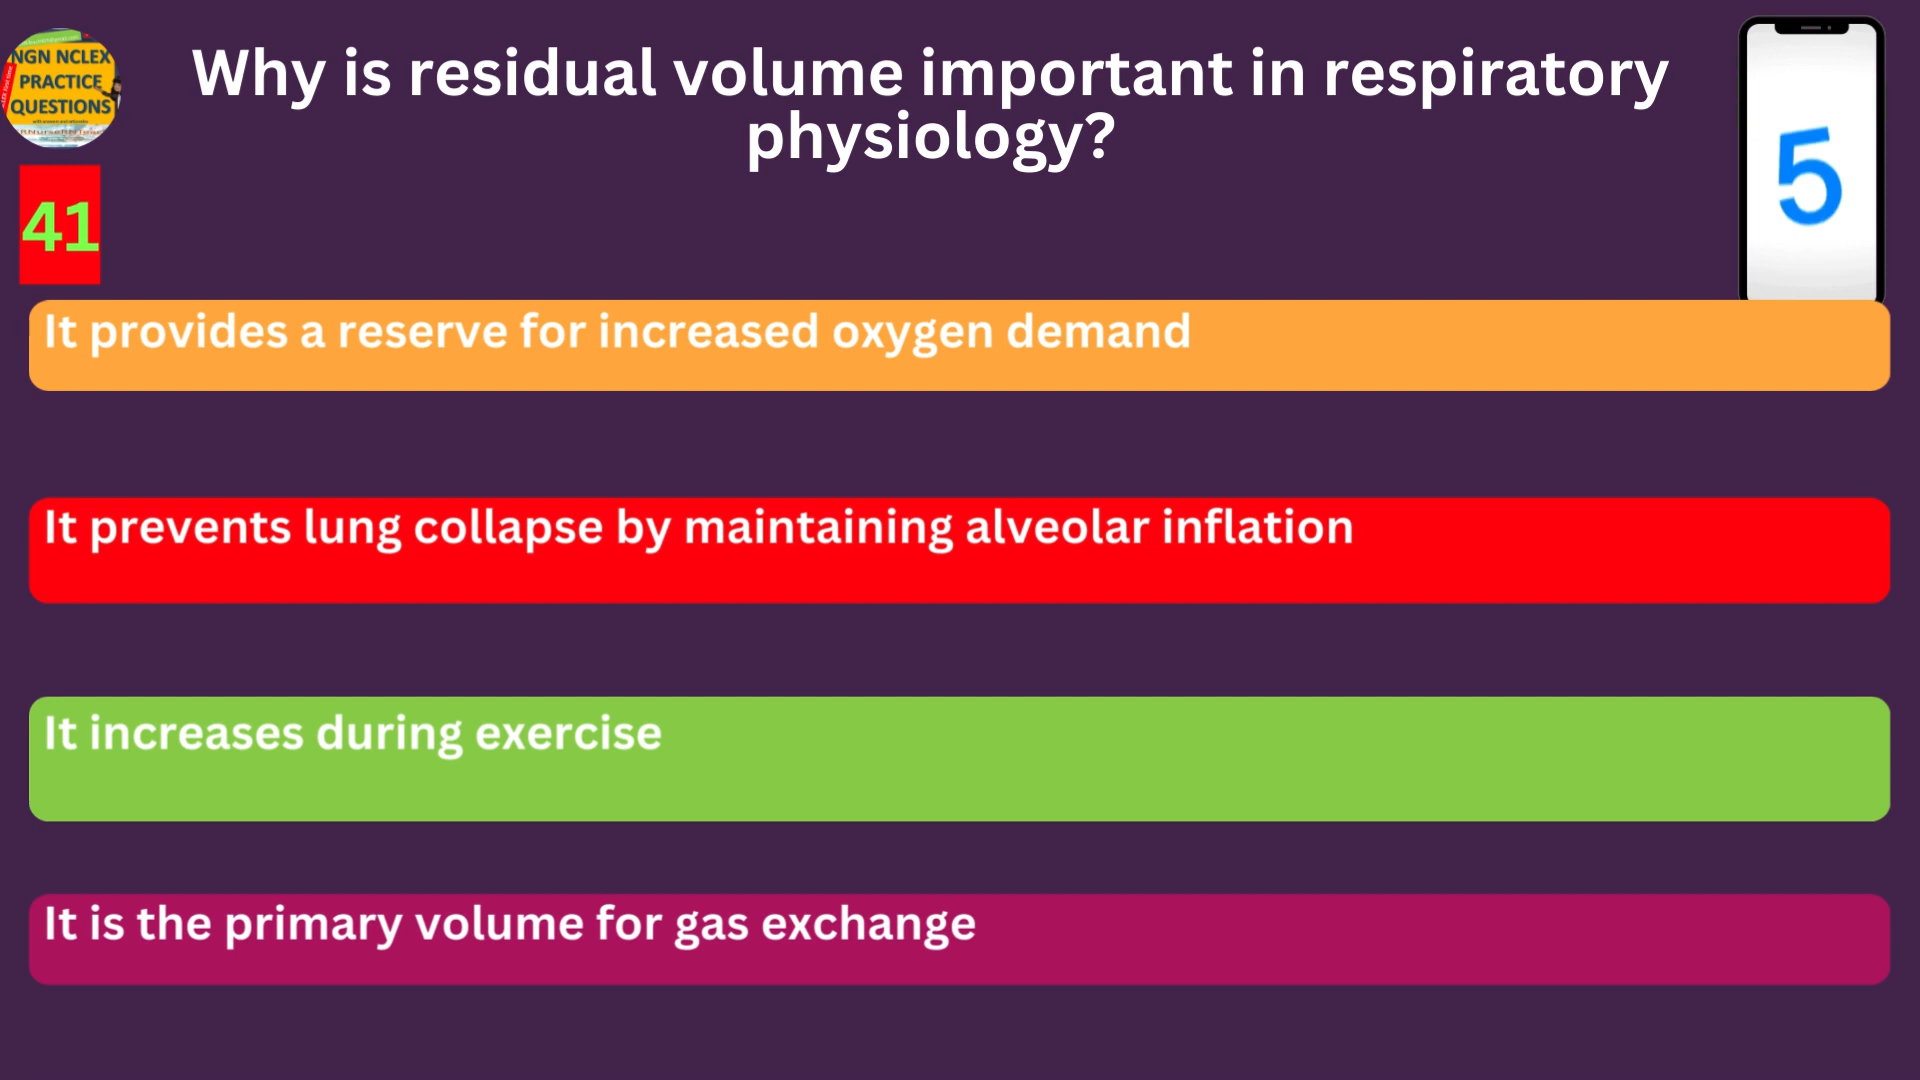 NGN NCLEX
PRACTICE
QUESTIONS
Why is residual volume important in respiratory
physiology?
5
41
It provides a reserve for increased oxygen demand
It prevents lung collapse by maintaining alveolar inflation
It increases during exercise
It is the primary volume for gas exchange